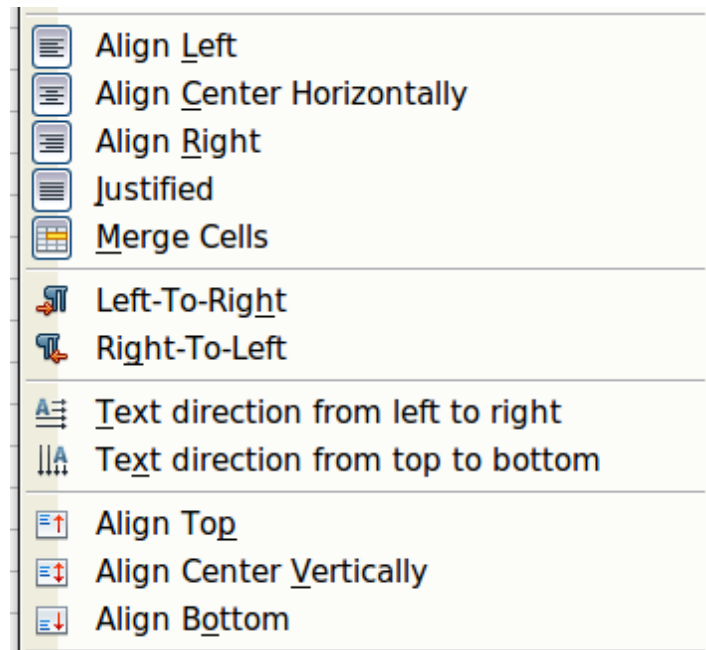 Align Left
Align Center Horizontally
Align Right
Justified
Merge Cells
Left-To-Right
Right-To-Left
Text direction from left to right
Text direction from top to bottom
Align Top
Align Center Vertically
Align Bottom